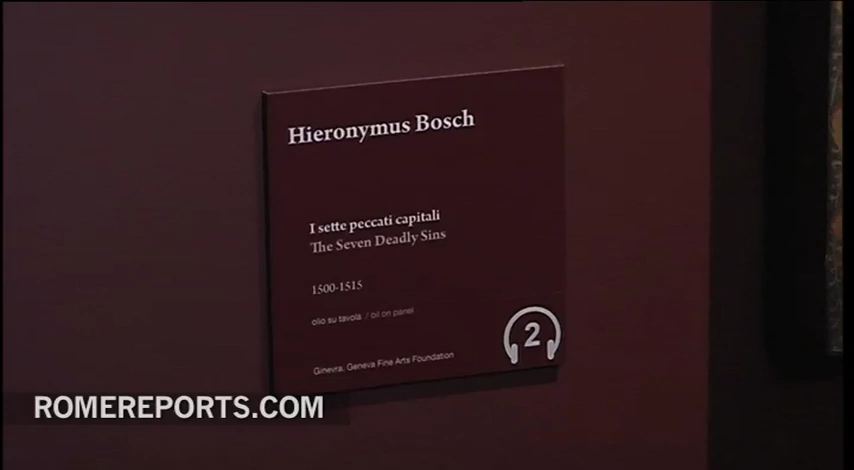 Hieronymus Bosch
I sette peccati capitali
The Seven Deadly Sins
1500-1515
olio su tavola / oil on panel
2
Ginevra, Geneva Fine Arts Foundation
ROMEREPORTS.COM